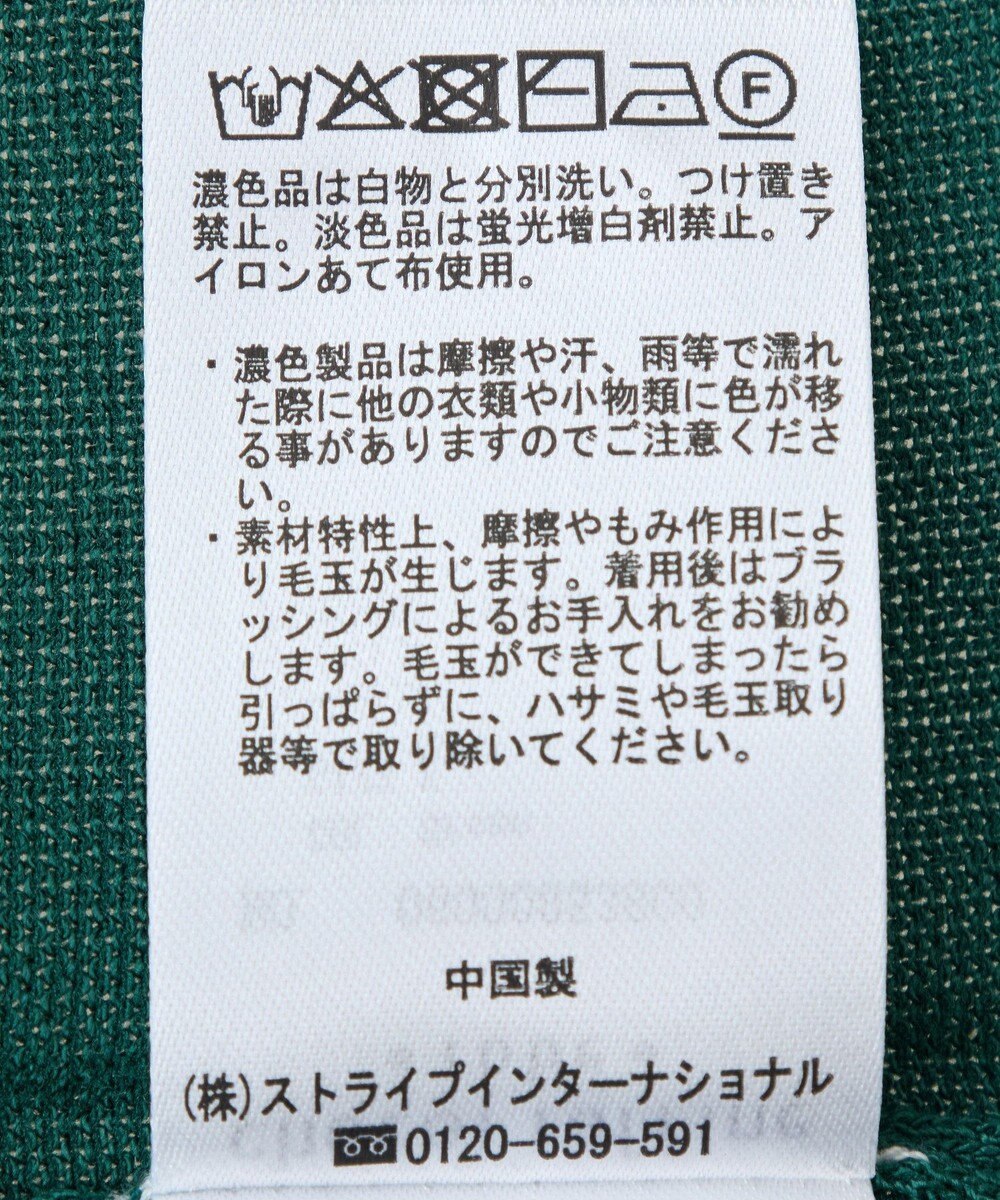 F
濃色品は白物と分別洗い。つけ置き
禁止。淡色品は蛍光増白剤禁止。ア
イロンあて布使用。
・濃色製品は摩擦や汗、雨等で濡れ
た際に他の衣類や小物類に色が移
る事がありますのでご注意くださ
い。
・素材特性上、摩擦やもみ作用によ
り毛玉が生じます。着用後はブラ
ッシングによるお手入れをお勧め
します。毛玉ができてしまったら
引っぱらずに、ハサミや毛玉取り
器等で取り除いてください。
中国製
(株)ストライプインターナショナル
0120-659-591